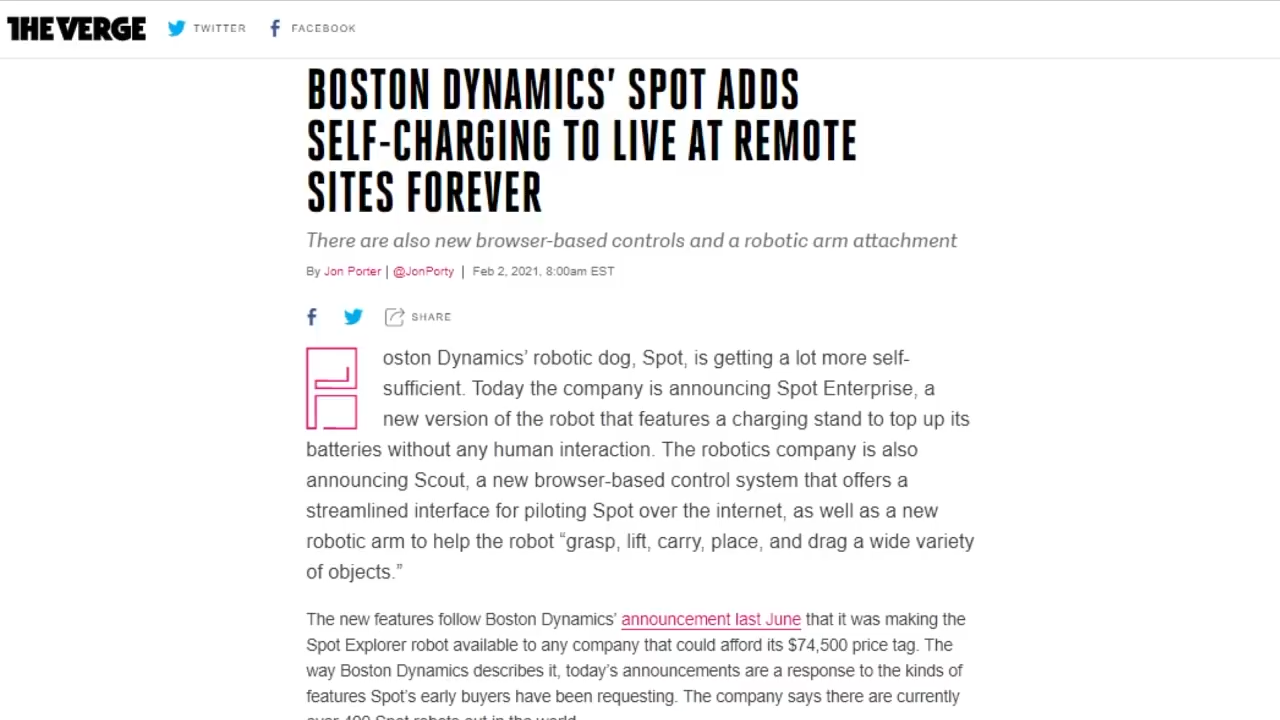 THE VERGE TWITTER FACEBOOK
BOSTON DYNAMICS' SPOT ADDS
SELF-CHARGING TO LIVE AT REMOTE
SITES FOREVER
There are also new browser-based controls and a robotic arm attachment
By Jon Porter | @JonPorty | Feb 2, 2021, 8:00am EST
SHARE
oston Dynamics’ robotic dog, Spot, is getting a lot more self-
sufficient. Today the company is announcing Spot Enterprise, a
new version of the robot that features a charging stand to top up its
batteries without any human interaction. The robotics company is also
announcing Scout, a new browser-based control system that offers a
streamlined interface for piloting Spot over the internet, as well as a new
robotic arm to help the robot “grasp, lift, carry, place, and drag a wide variety
of objects.”
The new features follow Boston Dynamics’ announcement last June that it was making the
Spot Explorer robot available to any company that could afford its $74,500 price tag. The
way Boston Dynamics describes it, today’s announcements are a response to the kinds of
features Spot’s early buyers have been requesting. The company says there are currently
over 400 Spot robots out in the world.